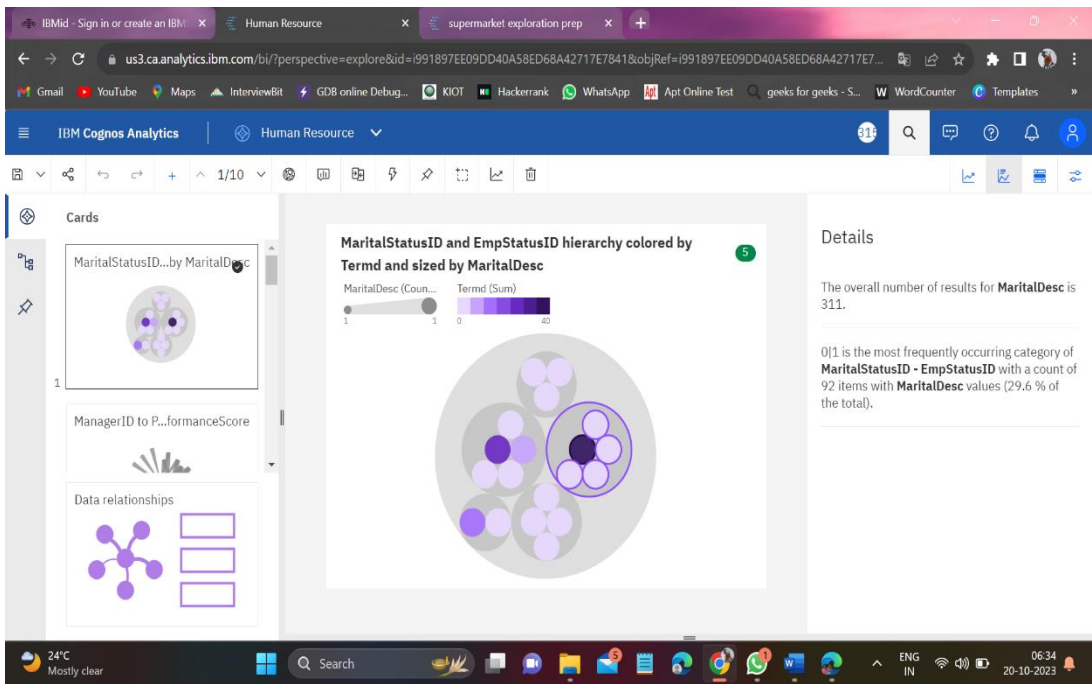 IBMid - Sign in or create an IBM
Human Resource
supermarket exploration prep
us3.ca.analytics.ibm.com/bi/?perspective=explore&id=i991897EE09DD40A58ED68A42717E7841&objRef=i991897EE09DD40A58ED68A42717E7...
Gmail YouTube Maps InterviewBit GDB online Debug... KIOT Hackerrank WhatsApp Apt Online Test geeks for geeks - S... WordCounter Templates »
IBM Cognos Analytics Human Resource
1/10
Cards
MaritalStatusID...by MaritalDesc
1
ManagerID to P...formanceScore
Data relationships
MaritalStatusID and EmpStatusID hierarchy colored by
Termd and sized by MaritalDesc
5
MaritalDesc (Coun... Termd (Sum)
1 1 0 40
Details
The overall number of results for MaritalDesc is
311.
0|1 is the most frequently occurring category of
MaritalStatusID - EmpStatusID with a count of
92 items with MaritalDesc values (29.6 % of
the total).
24°C
Mostly clear
Search
5
1
ENG
IN
06:34
20-10-2023